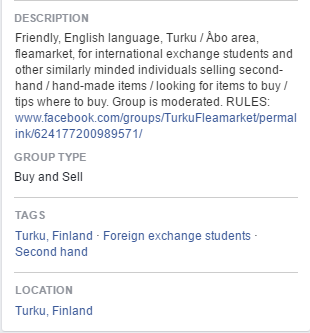 DESCRIPTION
Friendly, English language, Turku / Åbo area,
fleamarket, for international exchange students and
other similarly minded individuals selling second-
hand / hand-made items / looking for items to buy /
tips where to buy. Group is moderated. RULES:
www.facebook.com/groups/TurkuFleamarket/permal
ink/624177200989571/
GROUP TYPE
Buy and Sell
TAGS
Turku, Finland · Foreign exchange students ·
Second hand
LOCATION
Turku, Finland